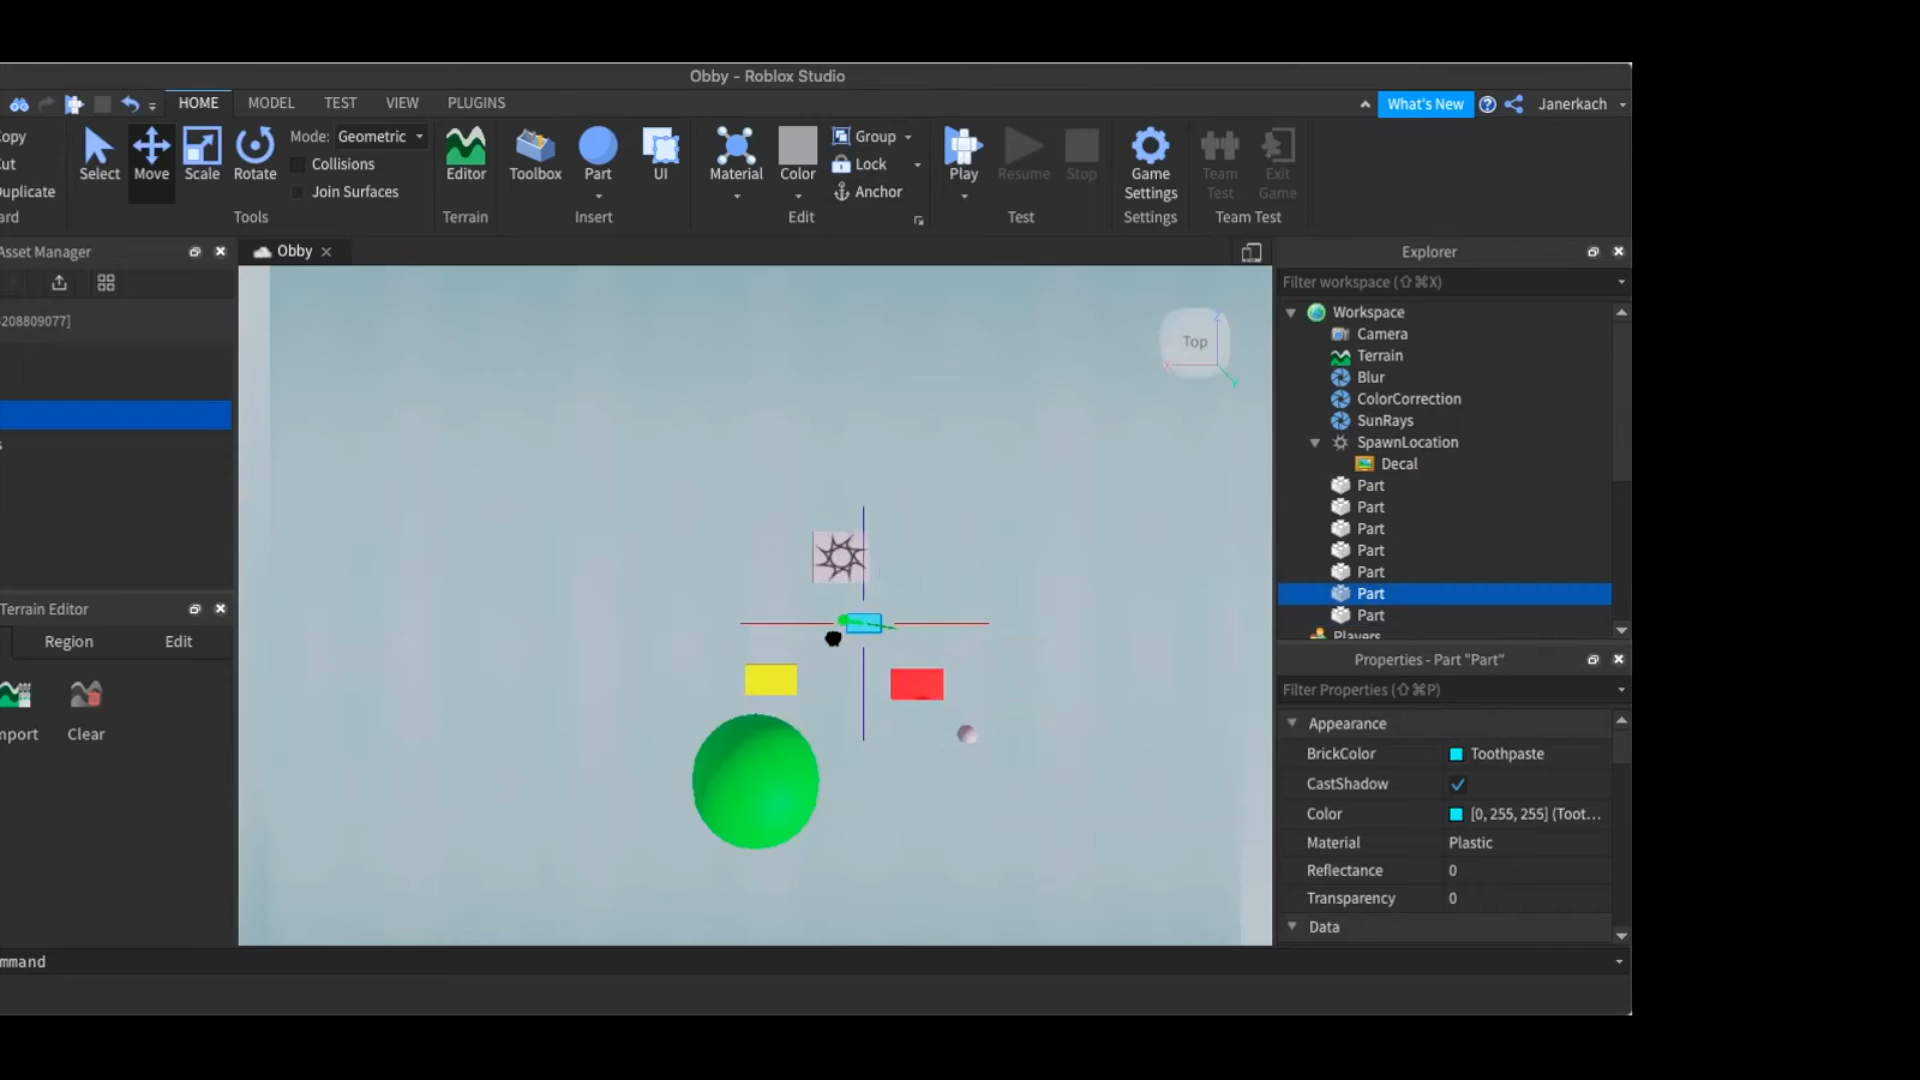 Obby - Roblox Studio
HOME MODEL TEST VIEW PLUGINS
What's New Janerkach
opy
ut
uplicate
ard
Select Move Scale Rotate
Mode: Geometric
Collisions
Join Surfaces
Tools
Editor
Terrain
Toolbox Part UI
Insert
Material Color
Group
Lock
Anchor
Edit
Play Resume Stop
Test
Game Settings
Settings
Team Test
Exit Game
Team Test
Asset Manager
208809077]
s
Obby
Top
X
Z
Y
Terrain Editor
Region Edit
mport Clear
Explorer
Filter workspace (⇧⌘X)
Workspace
Camera
Terrain
Blur
ColorCorrection
SunRays
SpawnLocation
Decal
Part
Part
Part
Part
Part
Part
Part
Players
Properties - Part "Part"
Filter Properties (⇧⌘P)
Appearance
BrickColor Toothpaste
CastShadow
Color [0, 255, 255] (Toot...
Material Plastic
Reflectance 0
Transparency 0
Data
mmand